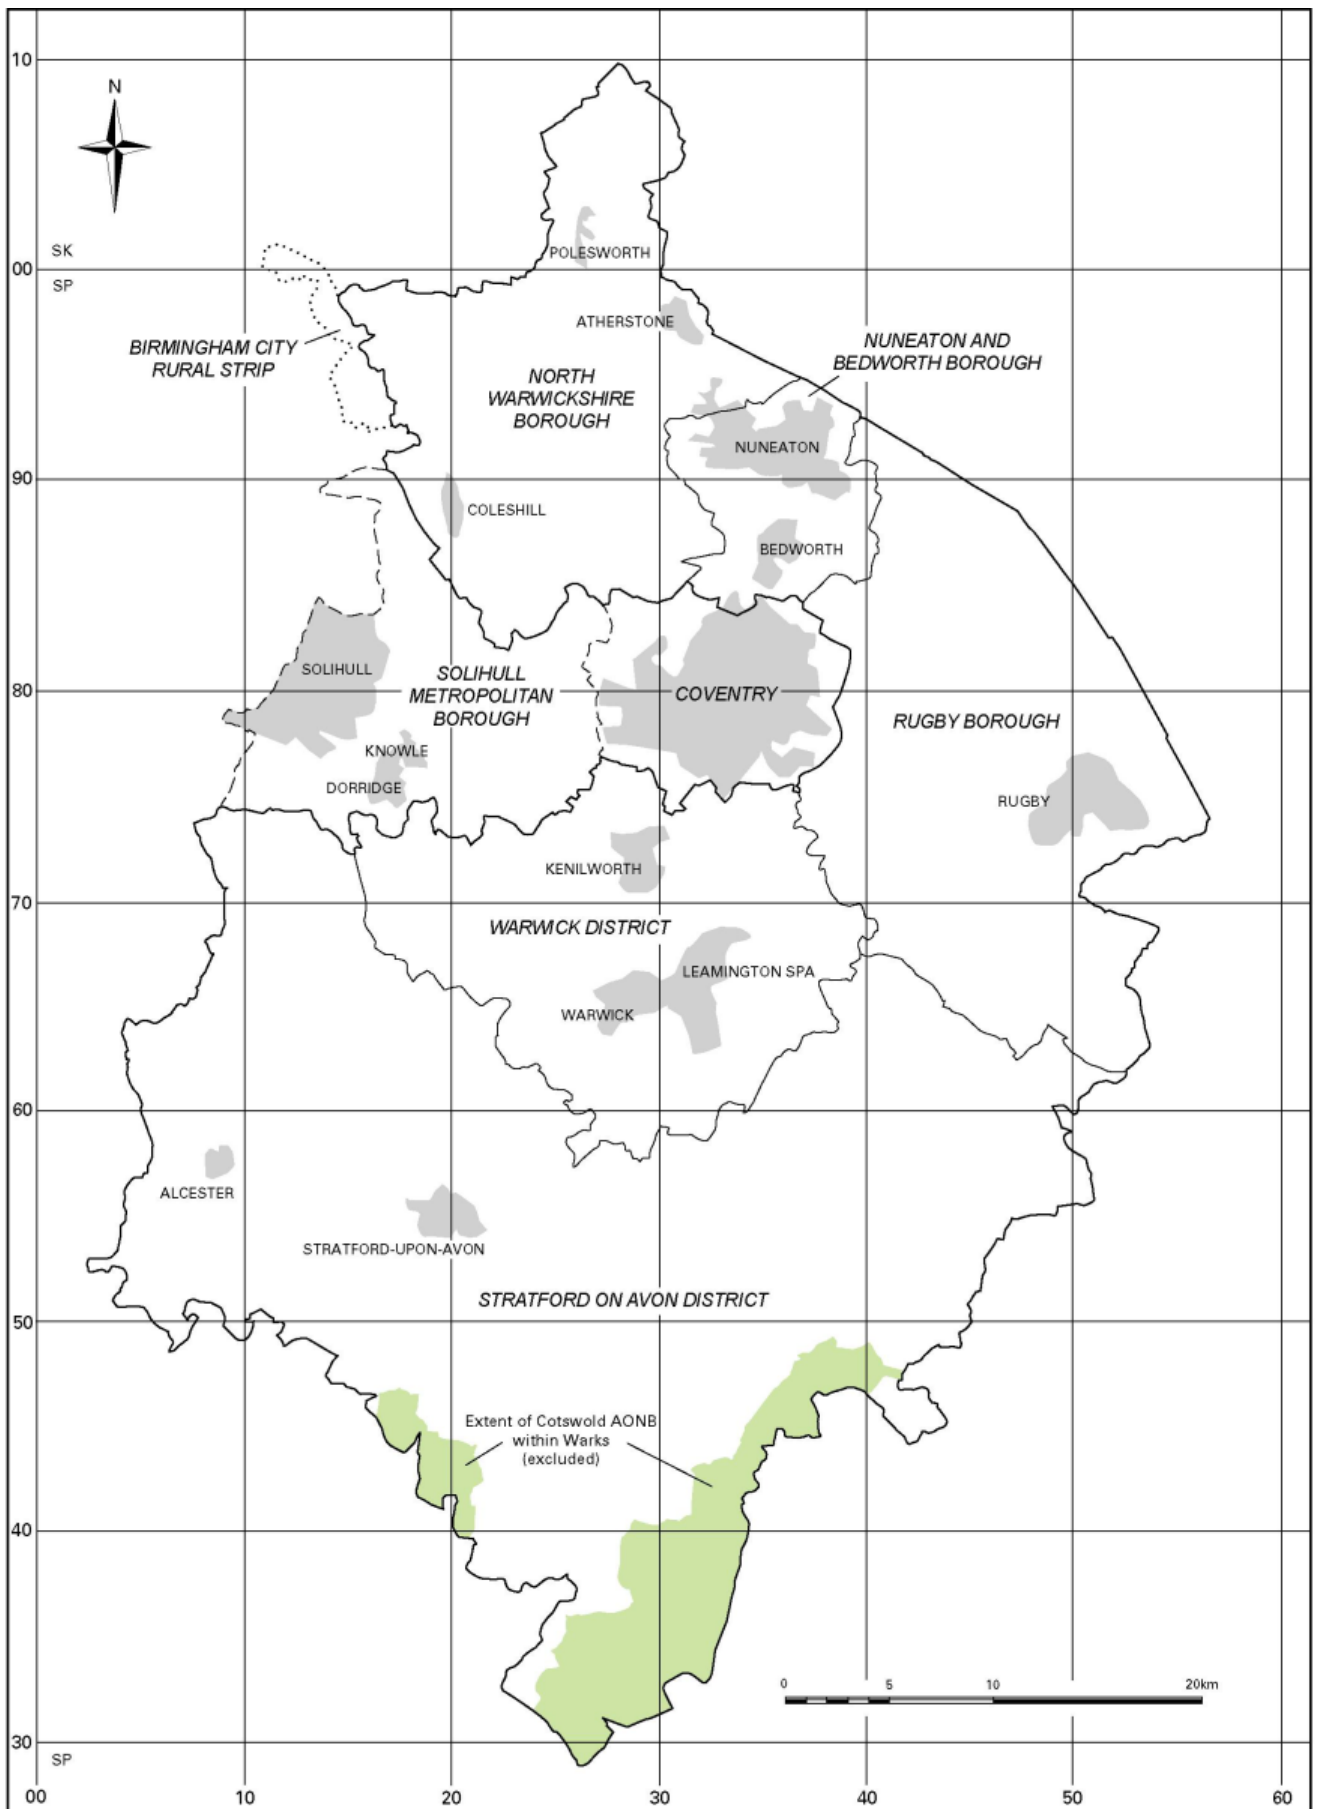 10
N
SK
00
SP
POLESWORTH
ATHERSTONE
BIRMINGHAM CITY
RURAL STRIP
NUNEATON AND
BEDWORTH BOROUGH
NORTH
WARWICKSHIRE
BOROUGH
NUNEATON
90
COLESHILL
BEDWORTH
SOLIHULL
SOLIHULL
METROPOLITAN
BOROUGH
80
COVENTRY
RUGBY BOROUGH
KNOWLE
DORRIDGE
RUGBY
KENILWORTH
70
WARWICK DISTRICT
LEAMINGTON SPA
WARWICK
60
ALCESTER
STRATFORD-UPON-AVON
STRATFORD ON AVON DISTRICT
50
Extent of Cotswold AONB
within Warks
(excluded)
40
0 5 10 20km
30
SP
00 10 20 30 40 50 60